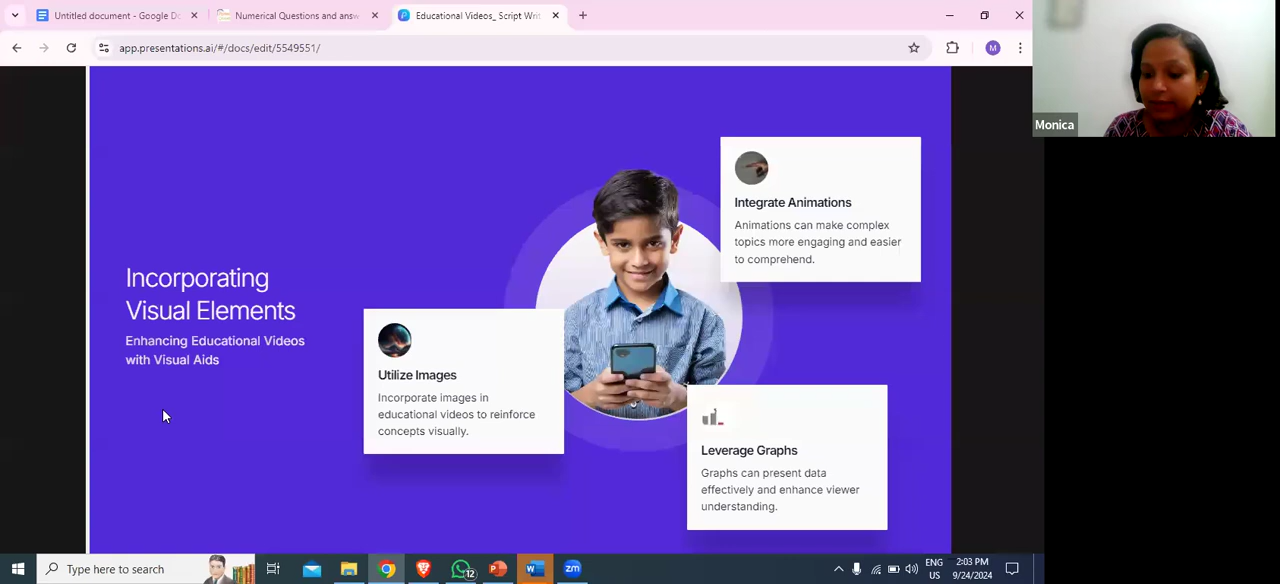 Untitled document - Google Do
Numerical Questions and answ
Educational Videos_ Script Writ
app.presentations.ai/#/docs/edit/5549551/
M
Monica
Integrate Animations
Animations can make complex
topics more engaging and easier
to comprehend.
Incorporating
Visual Elements
Enhancing Educational Videos
with Visual Aids
Utilize Images
Incorporate images in
educational videos to reinforce
concepts visually.
Leverage Graphs
Graphs can present data
effectively and enhance viewer
understanding.
Type here to search
12
zm
ENG
US
2:03 PM
9/24/2024